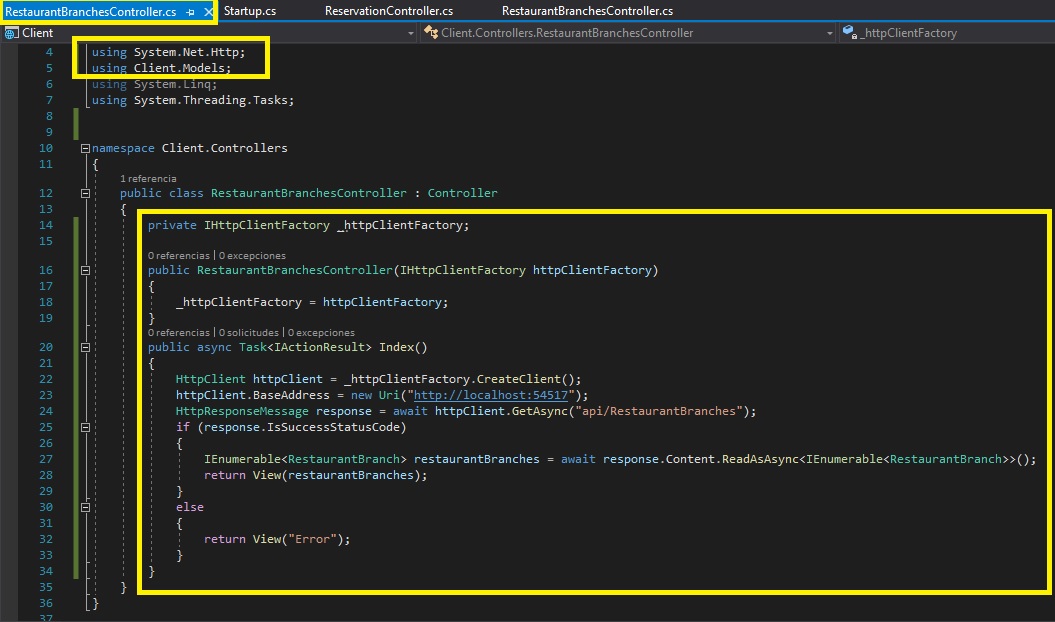 RestaurantBranchesController.cs Startup.cs ReservationController.cs RestaurantBranchesController.cs
Client Client.Controllers.RestaurantBranchesController _httpClientFactory
4 using System.Net.Http;
5 using Client.Models;
6 using System.Linq;
7 using System.Threading.Tasks;
8
9
10 namespace Client.Controllers
11 {
1 referencia
12 public class RestaurantBranchesController : Controller
13 {
14 private IHttpClientFactory _httpClientFactory;
15
0 referencias | 0 excepciones
16 public RestaurantBranchesController(IHttpClientFactory httpClientFactory)
17 {
18 _httpClientFactory = httpClientFactory;
19 }
0 referencias | 0 solicitudes | 0 excepciones
20 public async Task<IActionResult> Index()
21 {
22 HttpClient httpClient = _httpClientFactory.CreateClient();
23 httpClient.BaseAddress = new Uri("http://localhost:54517");
24 HttpResponseMessage response = await httpClient.GetAsync("api/RestaurantBranches");
25 if (response.IsSuccessStatusCode)
26 {
27 IEnumerable<RestaurantBranch> restaurantBranches = await response.Content.ReadAsAsync<IEnumerable<RestaurantBranch>>();
28 return View(restaurantBranches);
29 }
30 else
31 {
32 return View("Error");
33 }
34 }
35 }
36 }
37